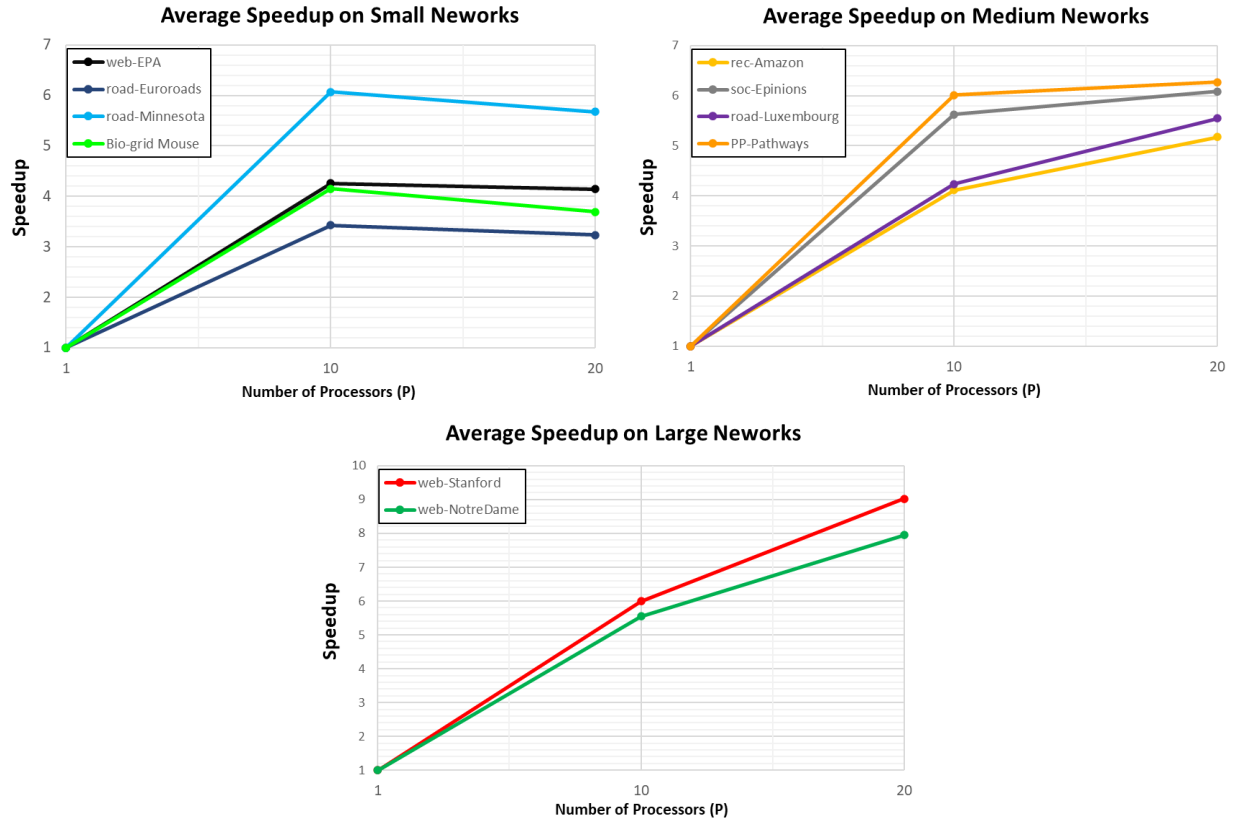 Average Speedup on Small Neworks
7
6
5
4
3
2
1
web-EPA
road-Euroroads
road-Minnesota
Bio-grid Mouse
Speedup
1
10
20
Number of Processors (P)
Average Speedup on Medium Neworks
7
6
5
4
3
2
1
rec-Amazon
soc-Epinions
road-Luxembourg
PP-Pathways
Speedup
1
10
20
Number of Processors (P)
Average Speedup on Large Neworks
10
9
8
7
6
5
4
3
2
1
web-Stanford
web-NotreDame
Speedup
1
10
20
Number of Processors (P)